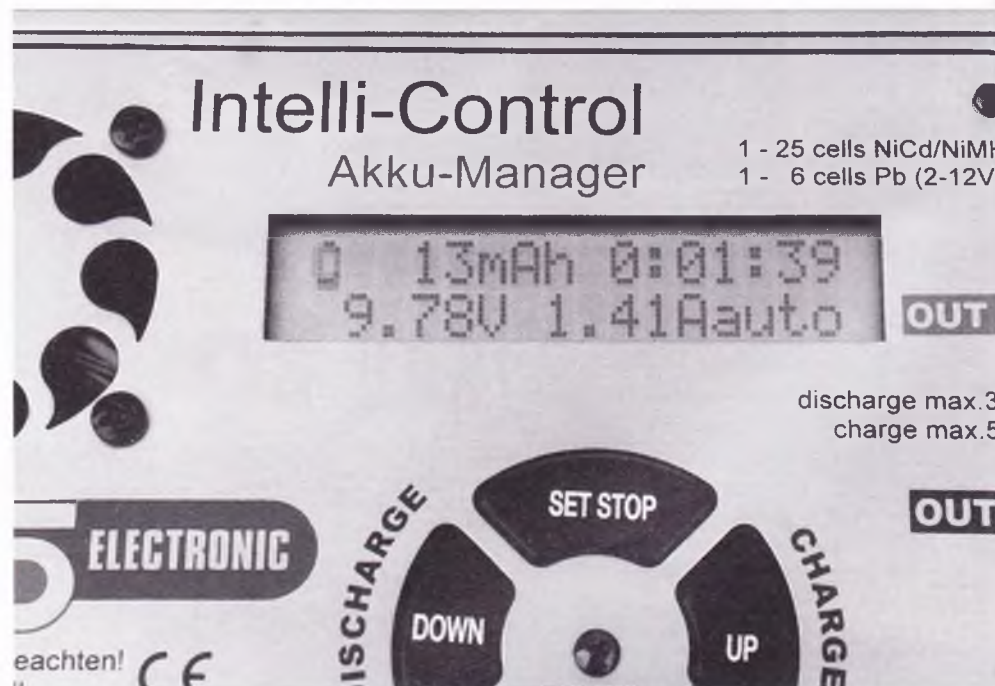 Intelli-Control
Akku-Manager
1 - 25 cells NiCd/NiMH
1 - 6 cells Pb (2-12V
13mAh 0:01:39
9.78V 1.41Aauto
OUT
discharge max.3
charge max.5
OUT
SET STOP
DISCHARGE
CHARGE
DOWN
UP
ELECTRONIC
eachten!
CE